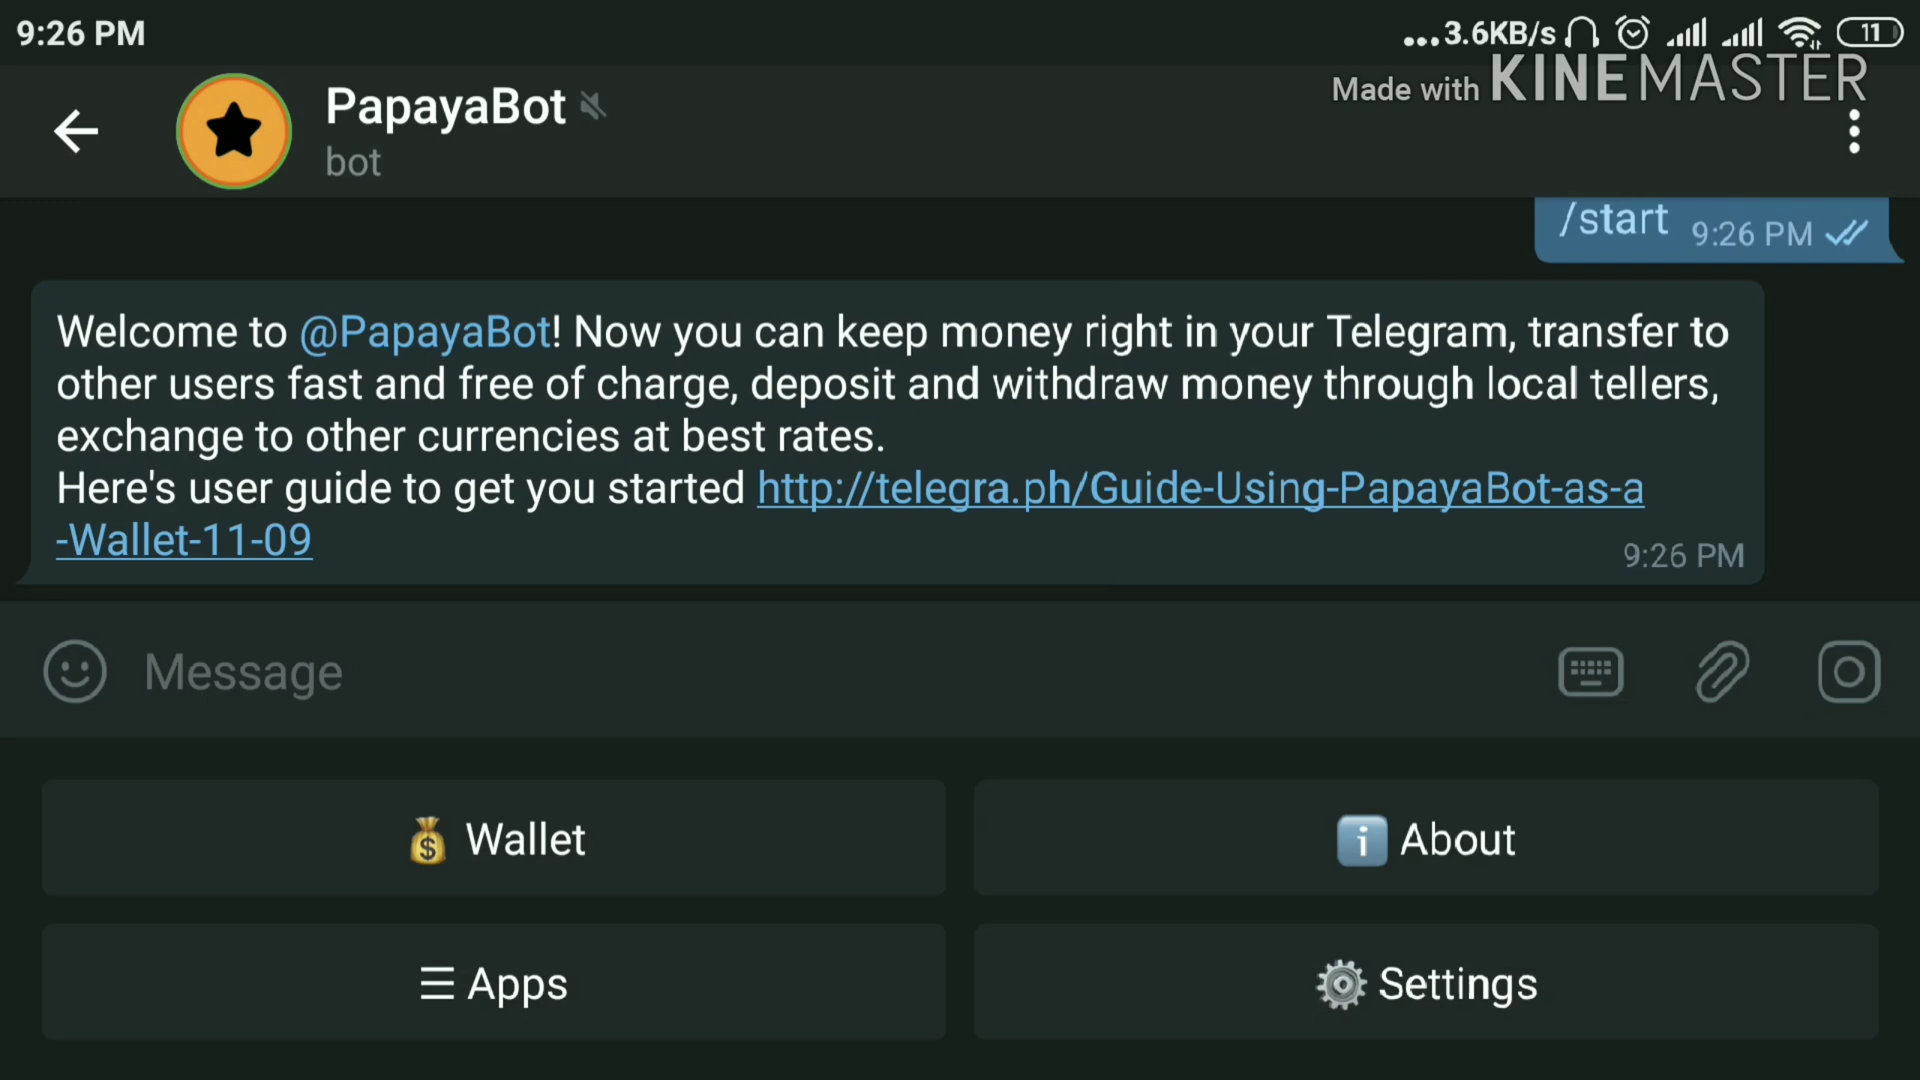 9:26 PM
...3.6KB/s
11
Made with KINEMASTER
PapayaBot
bot
/start 9:26 PM
Welcome to @PapayaBot! Now you can keep money right in your Telegram, transfer to
other users fast and free of charge, deposit and withdraw money through local tellers,
exchange to other currencies at best rates.
Here's user guide to get you started http://telegra.ph/Guide-Using-PapayaBot-as-a
-Wallet-11-09
9:26 PM
Message
Wallet
About
Apps
Settings